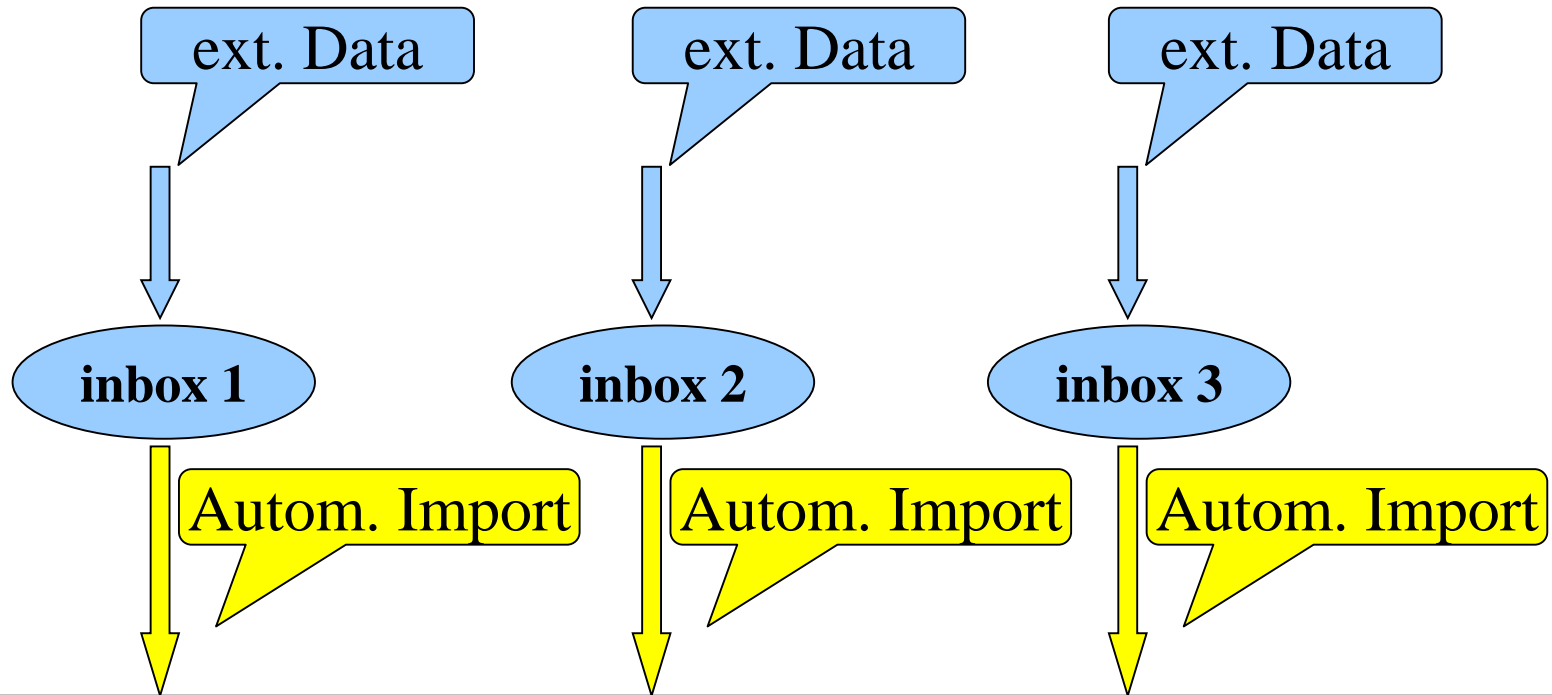 ext. Data
ext. Data
ext. Data
inbox 1
inbox 2
inbox 3
Autom. Import
Autom. Import
Autom. Import